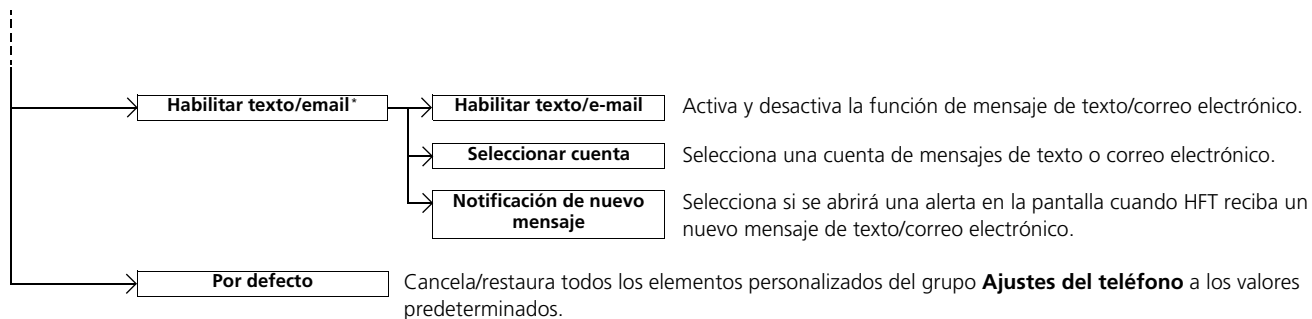 Habilitar texto/email*
Habilitar texto/e-mail
Activa y desactiva la función de mensaje de texto/correo electrónico.
Seleccionar cuenta
Selecciona una cuenta de mensajes de texto o correo electrónico.
Notificación de nuevo
mensaje
Selecciona si se abrirá una alerta en la pantalla cuando HFT reciba un
nuevo mensaje de texto/correo electrónico.
Por defecto
Cancela/restaura todos los elementos personalizados del grupo Ajustes del teléfono a los valores
predeterminados.